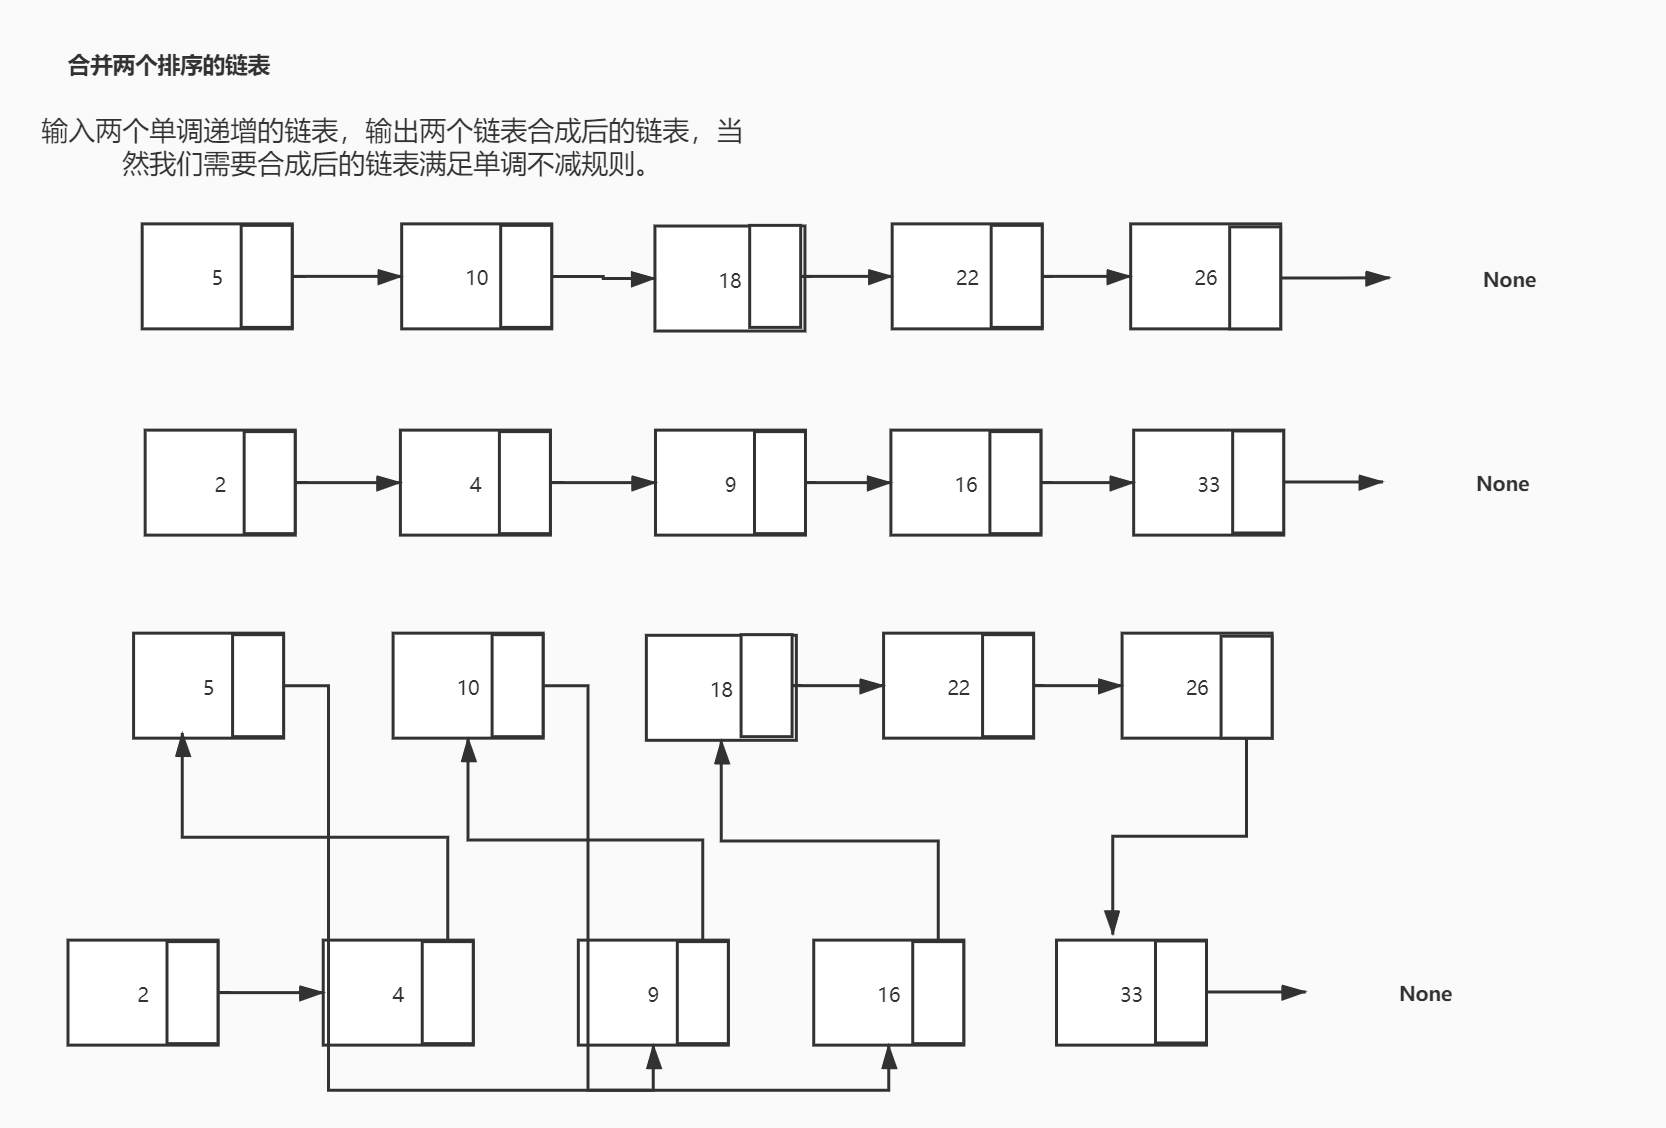 合并两个排序的链表
输入两个单调递增的链表，输出两个链表合成后的链表，当
然我们需要合成后的链表满足单调不减规则。
5 10 18 22 26 None
2 4 9 16 33 None
5 10 18 22 26
2 4 9 16 33 None